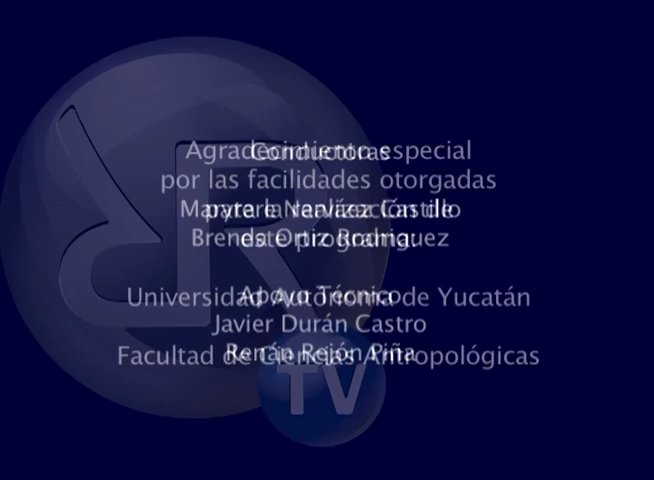 Agradecimiento especial
por las facilidades otorgadas
para la realización de
este programa:
Universidad Autónoma de Yucatán
Facultad de Ciencias Antropológicas
Conductoras
Narváez Castillo
Brenda Ortiz Rodríguez
Apoyo Técnico
Javier Durán Castro
Renán Rejón Piña
TV